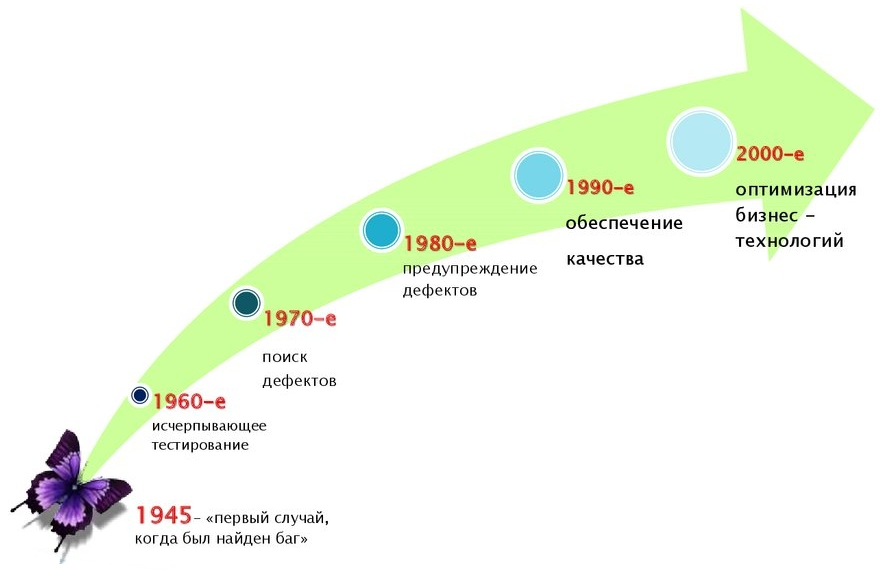 2000-е
оптимизация
бизнес –
технологий
1990-е
обеспечение
качества
1980-е
предупреждение
дефектов
1970-е
поиск
дефектов
1960-е
исчерпывающее
тестирование
1945– «первый случай,
когда был найден баг»